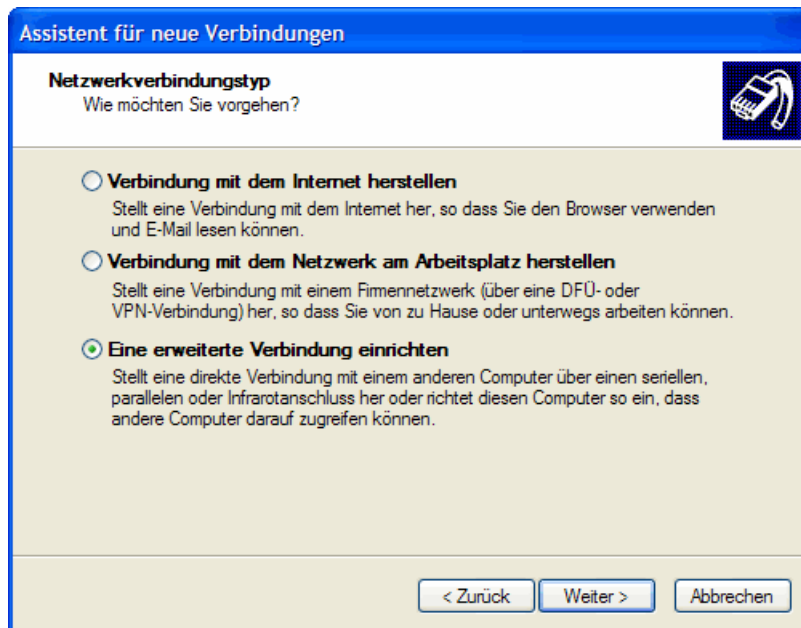 Assistent für neue Verbindungen
Netzwerkverbindungstyp
Wie möchten Sie vorgehen?
Verbindung mit dem Internet herstellen
Stellt eine Verbindung mit dem Internet her, so dass Sie den Browser verwenden
und E-Mail lesen können.
Verbindung mit dem Netzwerk am Arbeitsplatz herstellen
Stellt eine Verbindung mit einem Firmennetzwerk (über eine DFÜ- oder
VPN-Verbindung) her, so dass Sie von zu Hause oder unterwegs arbeiten können.
Eine erweiterte Verbindung einrichten
Stellt eine direkte Verbindung mit einem anderen Computer über einen seriellen,
parallelen oder Infrarotanschluss her oder richtet diesen Computer so ein, dass
andere Computer darauf zugreifen können.
< Zurück Weiter > Abbrechen